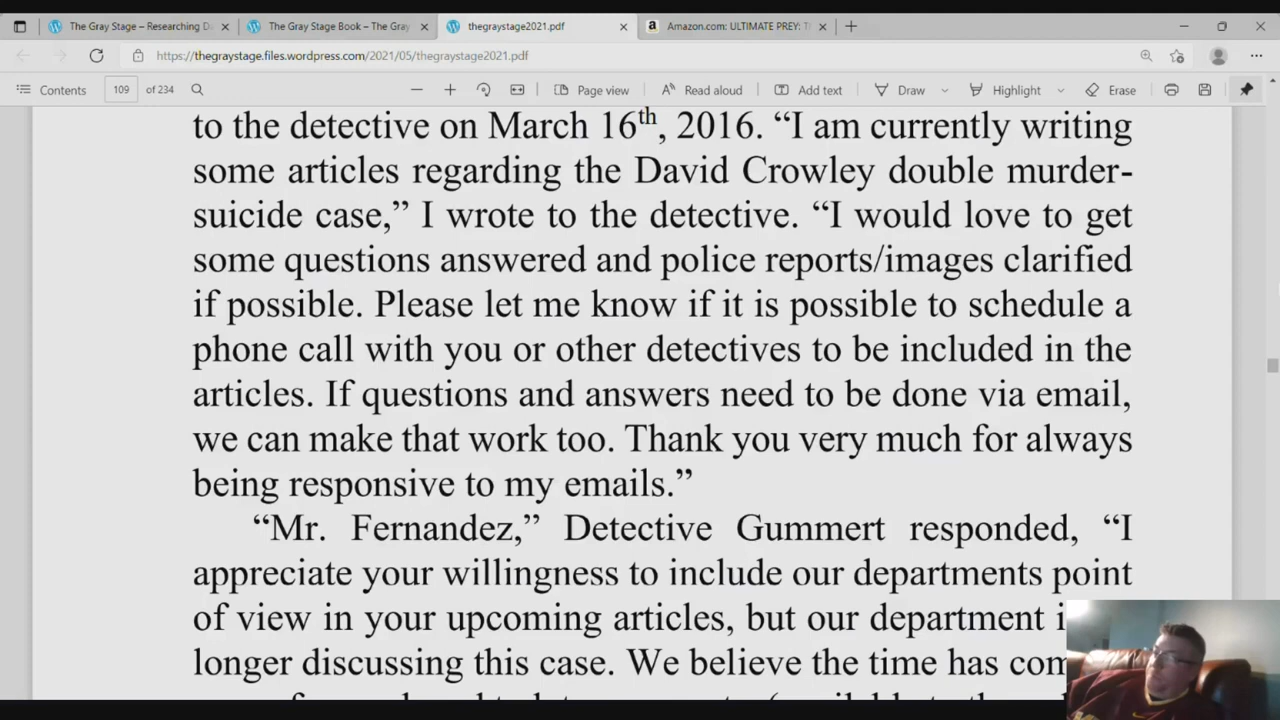 The Gray Stage – Researching D
The Gray Stage Book – The Gray
thegraystage2021.pdf
Amazon.com: ULTIMATE PREY: T
https://thegraystage.files.wordpress.com/2021/05/thegraystage2021.pdf
Contents 109 of 234 Page view Read aloud Add text Draw Highlight Erase
to the detective on March 16th, 2016. “I am currently writing
some articles regarding the David Crowley double murder-
suicide case,” I wrote to the detective. “I would love to get
some questions answered and police reports/images clarified
if possible. Please let me know if it is possible to schedule a
phone call with you or other detectives to be included in the
articles. If questions and answers need to be done via email,
we can make that work too. Thank you very much for always
being responsive to my emails.”
“Mr. Fernandez,” Detective Gummert responded, “I
appreciate your willingness to include our departments point
of view in your upcoming articles, but our department
longer discussing this case. We believe the time has com